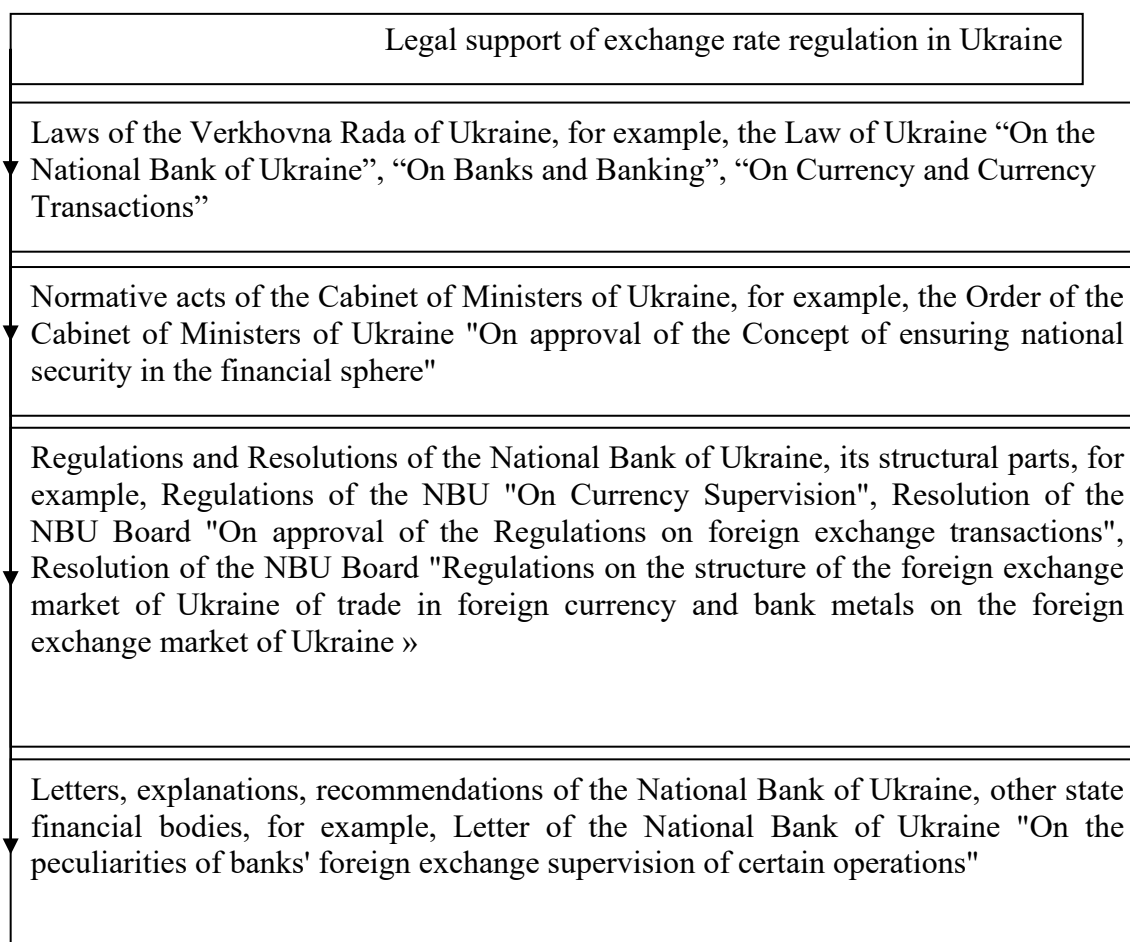 Legal support of exchange rate regulation in Ukraine
Laws of the Verkhovna Rada of Ukraine, for example, the Law of Ukraine “On the
National Bank of Ukraine”, “On Banks and Banking”, “On Currency and Currency
Transactions”
Normative acts of the Cabinet of Ministers of Ukraine, for example, the Order of the
Cabinet of Ministers of Ukraine "On approval of the Concept of ensuring national
security in the financial sphere"
Regulations and Resolutions of the National Bank of Ukraine, its structural parts, for
example, Regulations of the NBU "On Currency Supervision", Resolution of the
NBU Board "On approval of the Regulations on foreign exchange transactions",
Resolution of the NBU Board "Regulations on the structure of the foreign exchange
market of Ukraine of trade in foreign currency and bank metals on the foreign
exchange market of Ukraine »
Letters, explanations, recommendations of the National Bank of Ukraine, other state
financial bodies, for example, Letter of the National Bank of Ukraine "On the
peculiarities of banks' foreign exchange supervision of certain operations"